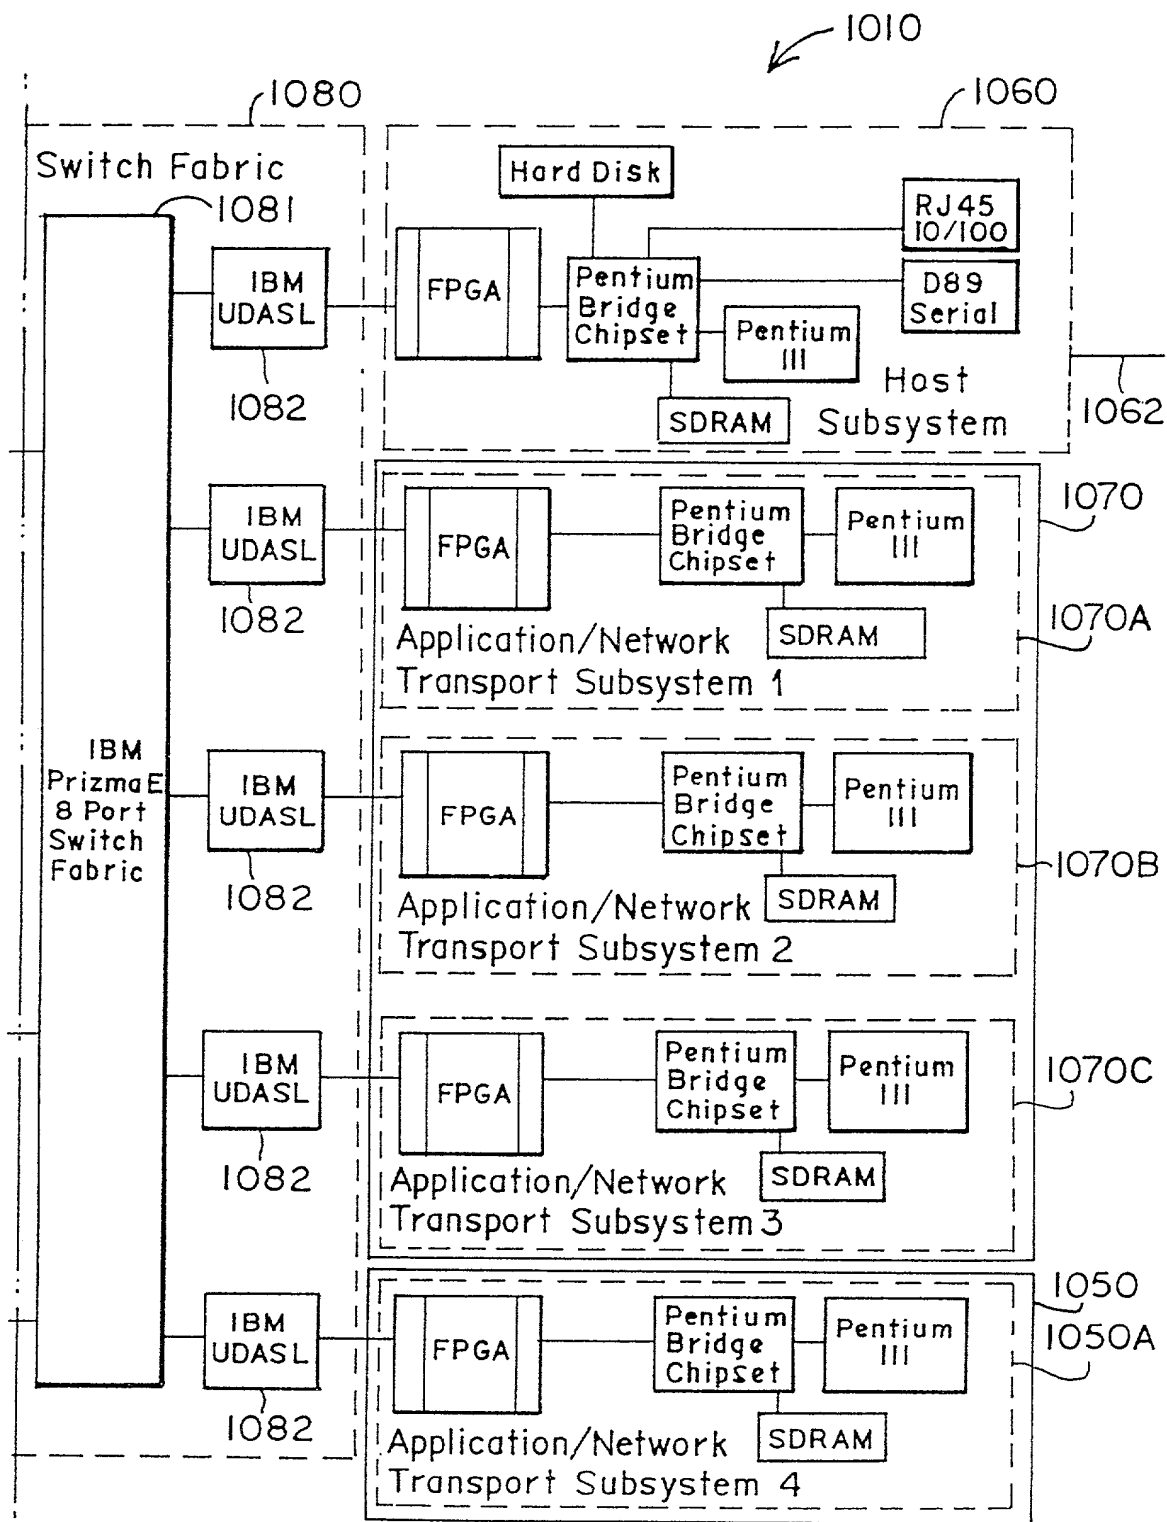 1010
1080
1060
Switch Fabric
1081
Hard Disk
RJ45
10/100
IBM
UDASL
FPGA
Pentium
Bridge
Chipset
D89
Serial
Pentium
III
1082
SDRAM
Host
Subsystem
1062
IBM
UDASL
FPGA
Pentium
Bridge
Chipset
Pentium
III
1070
1082
SDRAM
1070A
Application/Network
Transport Subsystem 1
IBM
PrizmaE
8 Port
Switch
Fabric
IBM
UDASL
FPGA
Pentium
Bridge
Chipset
Pentium
III
1070B
1082
SDRAM
Application/Network
Transport Subsystem 2
IBM
UDASL
FPGA
Pentium
Bridge
Chipset
Pentium
III
1070C
1082
SDRAM
Application/Network
Transport Subsystem 3
1050
IBM
UDASL
FPGA
Pentium
Bridge
Chipset
Pentium
III
1050A
1082
SDRAM
Application/Network
Transport Subsystem 4